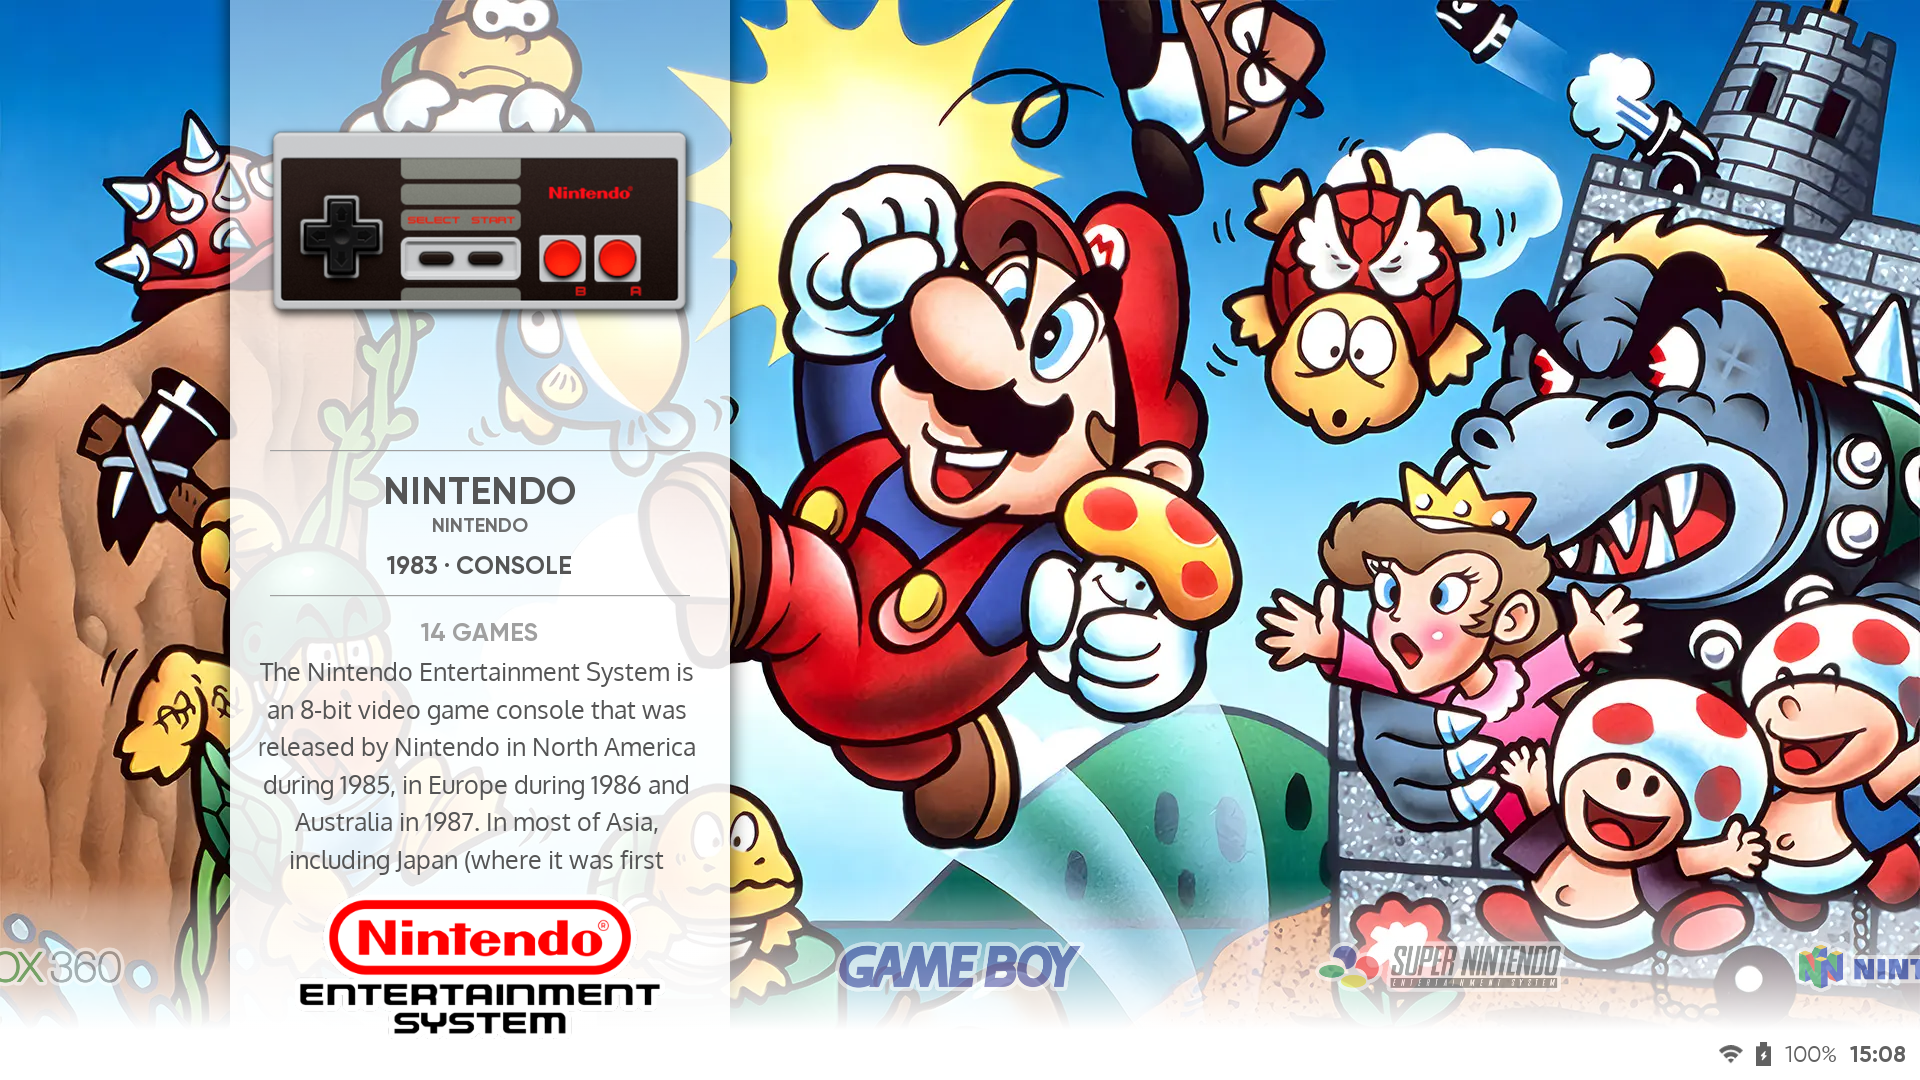 Nintendo
SELECT START
B A
NINTENDO
NINTENDO
1983 · CONSOLE
14 GAMES
The Nintendo Entertainment System is
an 8-bit video game console that was
released by Nintendo in North America
during 1985, in Europe during 1986 and
Australia in 1987. In most of Asia,
including Japan (where it was first
OX360
Nintendo®
ENTERTAINMENT
SYSTEM
GAME BOY
SUPER NINTENDO
ENTERTAINMENT SYSTEM
NINT
100% 15:08